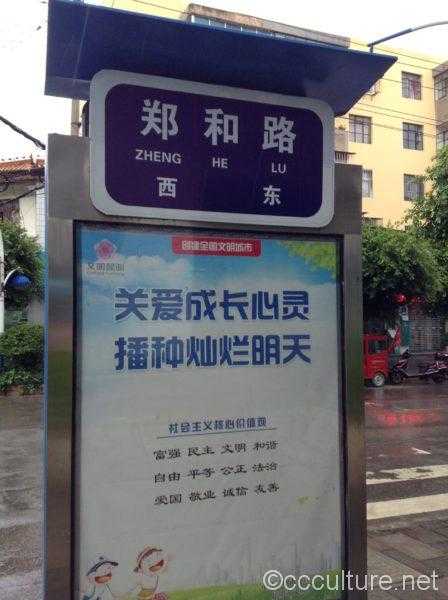 郑和路
ZHENG HE LU
西 东
创建全国文明城市
文明昆明
关爱成长心灵
播种灿烂明天
社会主义核心价值观
富强 民主 文明 和谐
自由 平等 公正 法治
爱国 敬业 诚信 友善
©ccculture.net